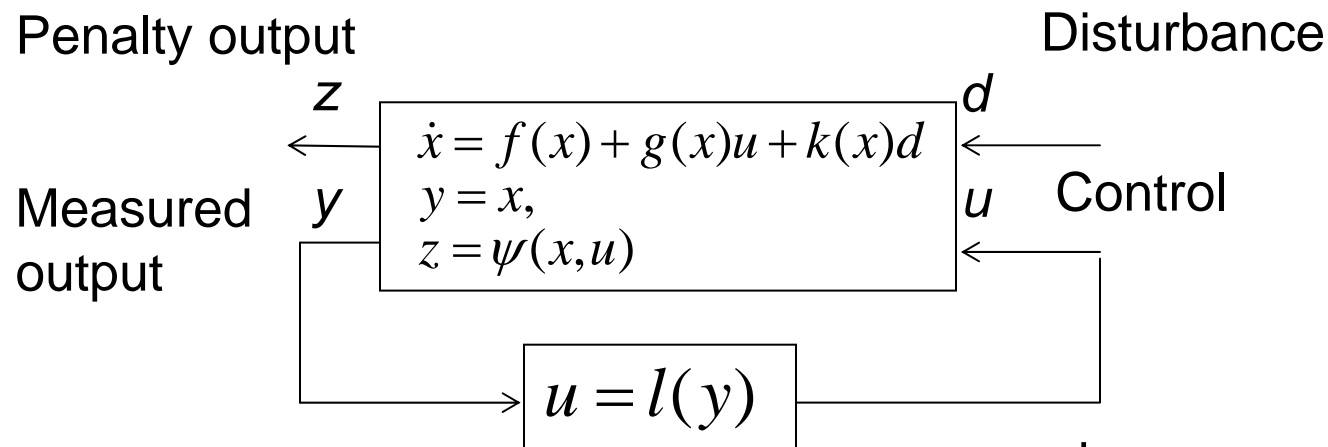 Penalty output
Disturbance
z
d
ẋ = f(x) + g(x)u + k(x)d
Measured output
y
y = x,
u
Control
z = ψ(x,u)
u = l(y)